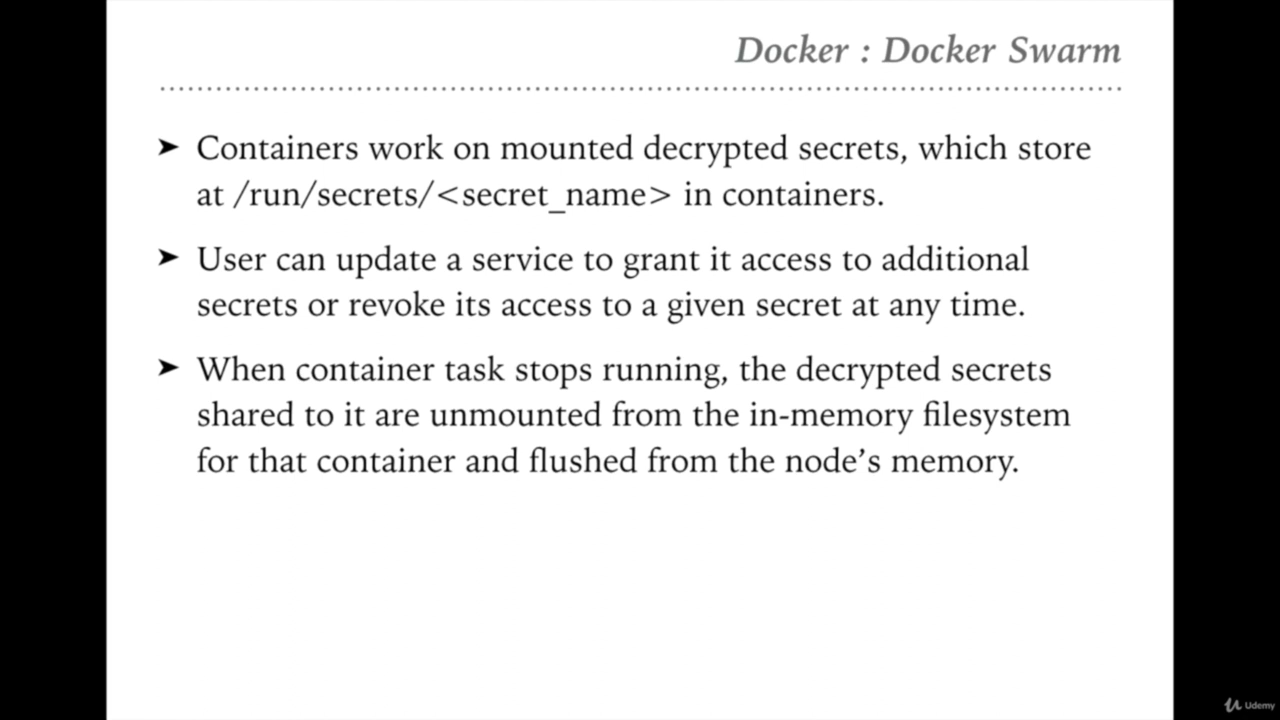 Docker : Docker Swarm
➤ Containers work on mounted decrypted secrets, which store
at /run/secrets/<secret_name> in containers.
➤ User can update a service to grant it access to additional
secrets or revoke its access to a given secret at any time.
➤ When container task stops running, the decrypted secrets
shared to it are unmounted from the in-memory filesystem
for that container and flushed from the node’s memory.
Udemy